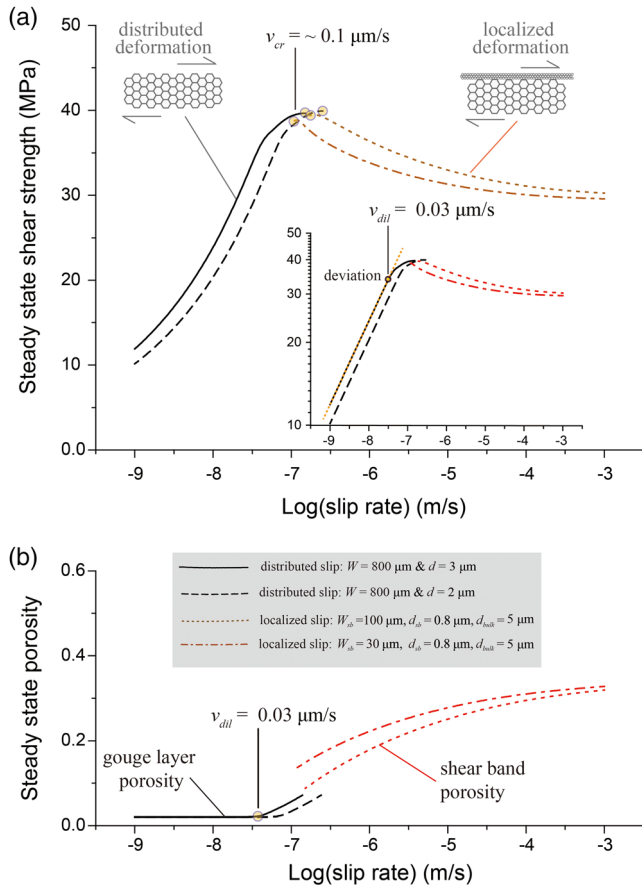 (a)
distributed
deformation
v_cr = ~ 0.1 μm/s
localized
deformation
50
40
30
20
10
0.0
Steady state shear strength (MPa)
v_dil = 0.03 μm/s
deviation
50
40
30
20
10
-9 -8 -7 -6 -5 -4 -3
-9 -8 -7 -6 -5 -4 -3
Log(slip rate) (m/s)
(b)
distributed slip: W = 800 μm & d = 3 μm
distributed slip: W = 800 μm & d = 2 μm
localized slip: W_sb = 100 μm, d_sb = 0.8 μm, d_bulk = 5 μm
localized slip: W_sb = 30 μm, d_sb = 0.8 μm, d_bulk = 5 μm
0.6
0.4
0.2
0.0
Steady state porosity
v_dil = 0.03 μm/s
gouge layer
porosity
shear band
porosity
-9 -8 -7 -6 -5 -4 -3
Log(slip rate) (m/s)